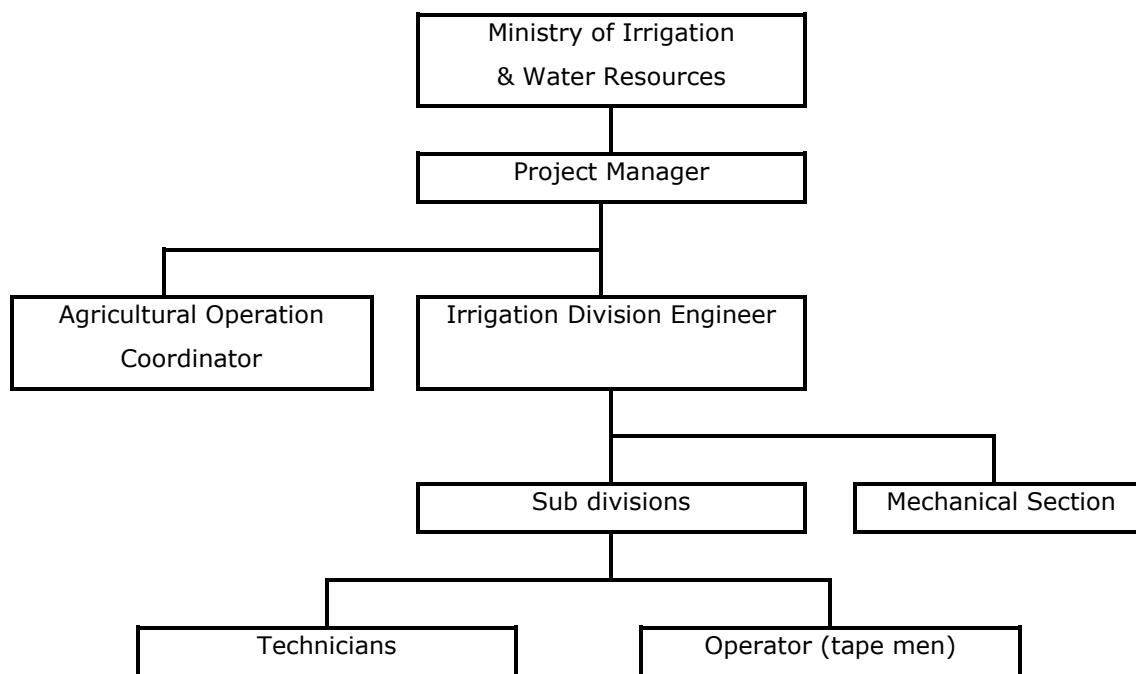 Ministry of Irrigation
& Water Resources
Project Manager
Agricultural Operation
Coordinator
Irrigation Division Engineer
Sub divisions
Mechanical Section
Technicians
Operator (tape men)